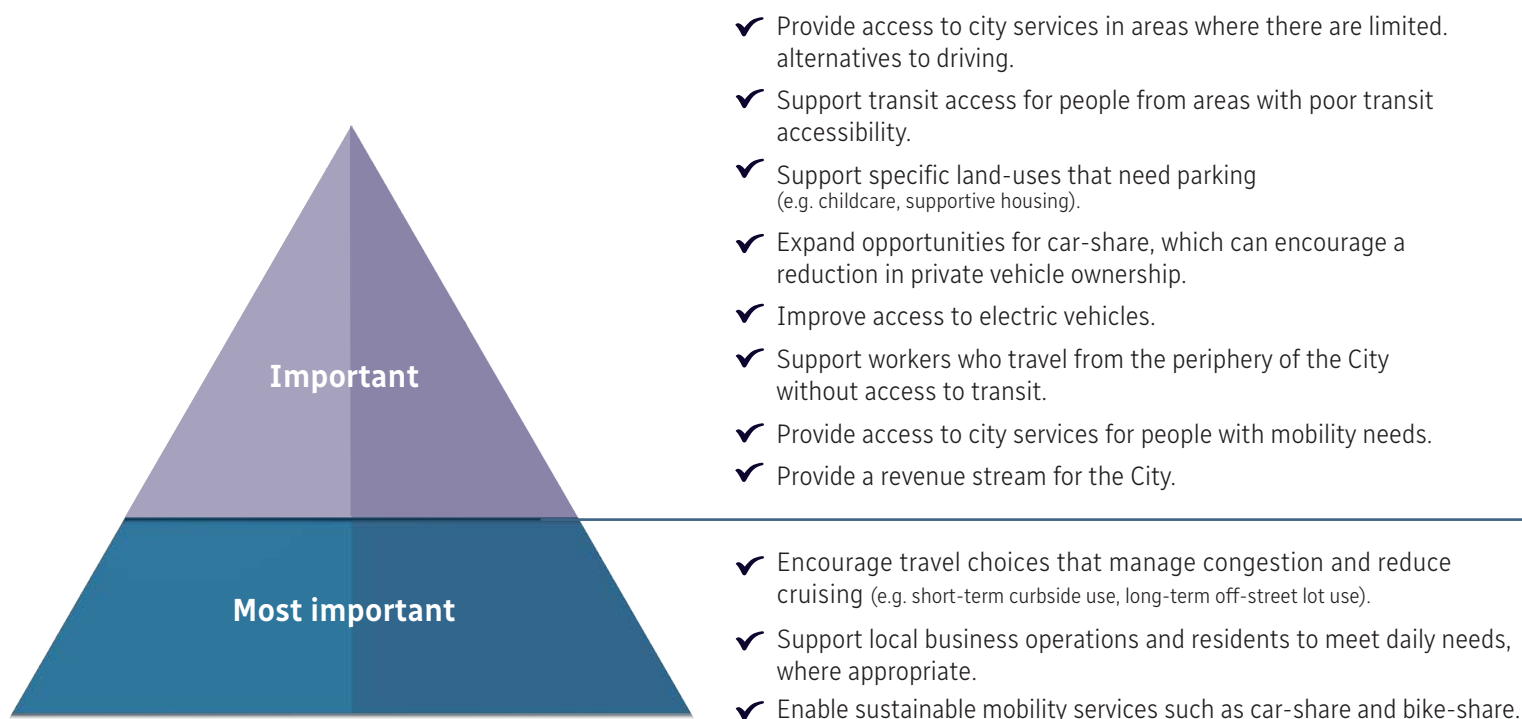 Provide access to city services in areas where there are limited.
alternatives to driving.
Support transit access for people from areas with poor transit
accessibility.
Support specific land-uses that need parking
(e.g. childcare, supportive housing).
Expand opportunities for car-share, which can encourage a
reduction in private vehicle ownership.
Improve access to electric vehicles.
Important
Support workers who travel from the periphery of the City
without access to transit.
Provide access to city services for people with mobility needs.
Provide a revenue stream for the City.
Encourage travel choices that manage congestion and reduce
cruising (e.g. short-term curbside use, long-term off-street lot use).
Most important
Support local business operations and residents to meet daily needs,
where appropriate.
Enable sustainable mobility services such as car-share and bike-share.